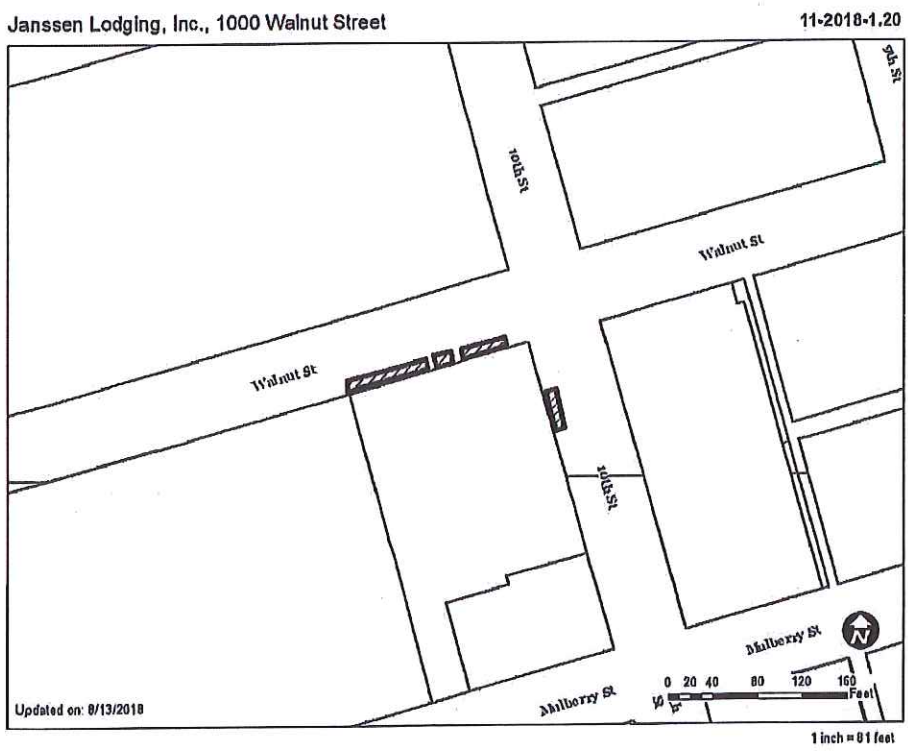 Janssen Lodging, Inc., 1000 Walnut Street
11-2018-1.20
9th St
10th St
Walnut St
Walnut St
10th St
Mulberry St
N
Mulberry St
0 20 40 80 120 160
Feet
Updated on: 8/13/2018
1 inch = 81 feet